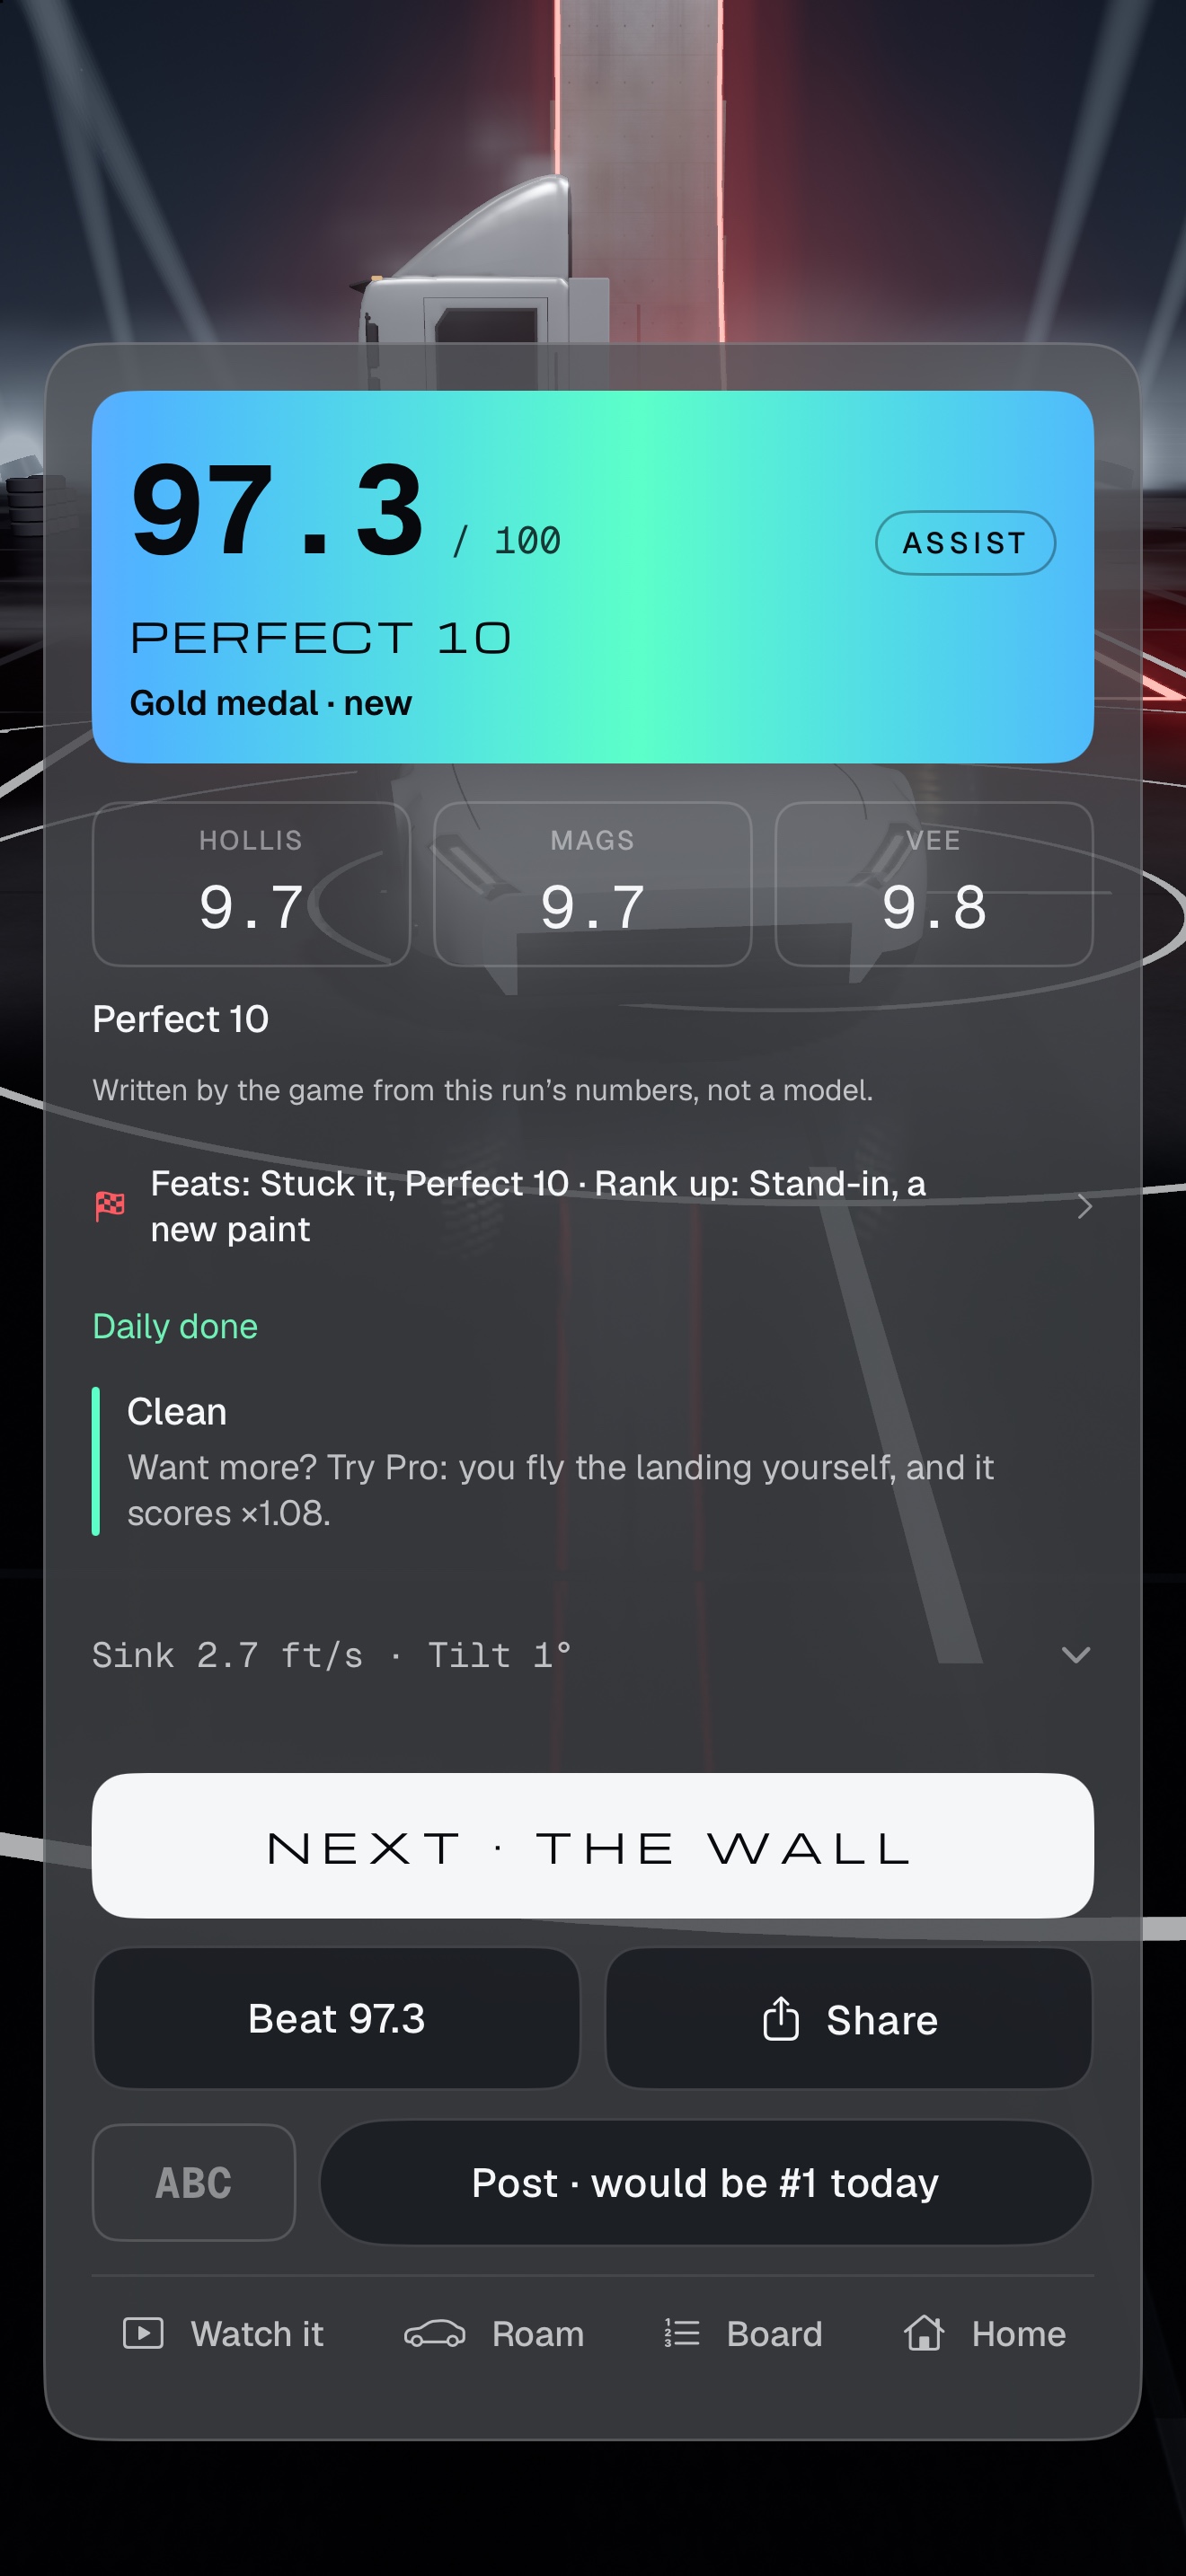 97.3 / 100
ASSIST
PERFECT 10
Gold medal · new
HOLLIS
9.7
MAGS
9.7
VEE
9.8
Perfect 10
Written by the game from this run’s numbers, not a model.
Feats: Stuck it, Perfect 10 · Rank up: Stand-in, a
new paint
Daily done
Clean
Want more? Try Pro: you fly the landing yourself, and it
scores ×1.08.
Sink 2.7 ft/s · Tilt 1°
NEXT · THE WALL
Beat 97.3
Share
ABC
Post · would be #1 today
Watch it
Roam
Board
Home